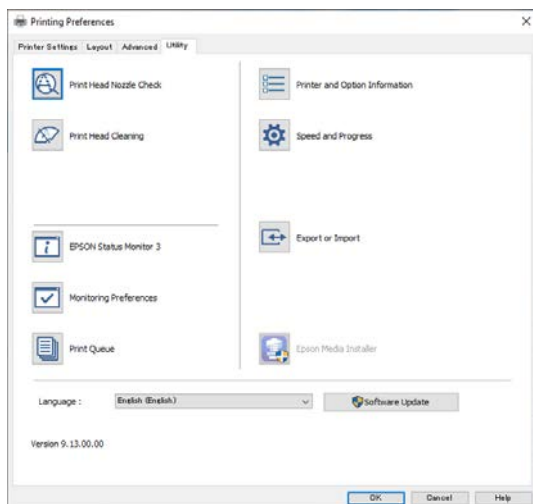 Printing Preferences
Printer Settings Layout Advanced Utility
Print Head Nozzle Check
Print Head Cleaning
EPSON Status Monitor 3
Monitoring Preferences
Print Queue
Printer and Option Information
Speed and Progress
Export or Import
Epson Media Installer
Language : English (English) Software Update
Version 9.13.00.00
OK Cancel Help